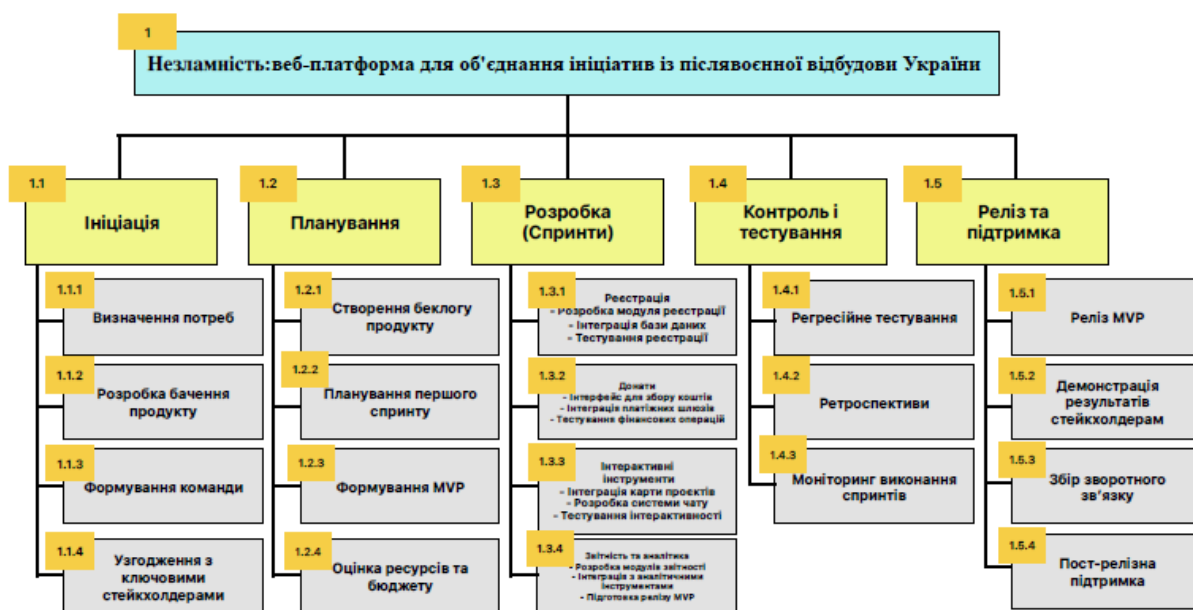 1
Незламність:веб-платформа для об'єднання ініціатив із післявоєнної відбудови України
1.1
Ініціація
1.1.1
Визначення потреб
1.1.2
Розробка бачення
продукту
1.1.3
Формування команди
1.1.4
Узгодження з
ключовими
стейкхолдерами
1.2
Планування
1.2.1
Створення беклогу
продукту
1.2.2
Планування першого
спринту
1.2.3
Формування MVP
1.2.4
Оцінка ресурсів та
бюджету
1.3
Розробка
(Спринти)
1.3.1
Реєстрація
- Розробка модуля реєстрації
- Інтеграція бази даних
- Тестування реєстрації
1.3.2
Донати
- Інтерфейс для збору коштів
- Інтеграція платіжних шлюзів
- Тестування фінансових операцій
1.3.3
Інтерактивні
інструменти
- Інтеграція карти проєктів
- Розробка системи чату
- Тестування інтерактивності
1.3.4
Звітність та аналітика
- Розробка модулів звітності
- Інтеграція з аналітичними
інструментами
- Підготовка релізу MVP
1.4
Контроль і
тестування
1.4.1
Регресійне тестування
1.4.2
Ретроспективи
1.4.3
Моніторинг виконання
спринтів
1.5
Реліз та
підтримка
1.5.1
Реліз MVP
1.5.2
Демонстрація
результатів
стейкхолдерам
1.5.3
Збір зворотного
зв’язку
1.5.4
Пост-релізна
підтримка